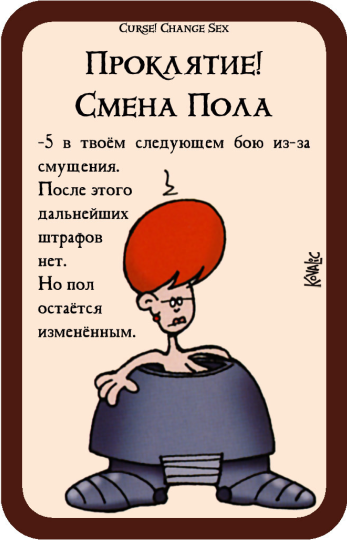 Curse! Change Sex
Проклятие!
Смена Пола
-5 в твоём следующем бою из-за
смущения.
После этого
дальнейших
штрафов
нет.
Но пол
остаётся
изменённым.
Kovalic